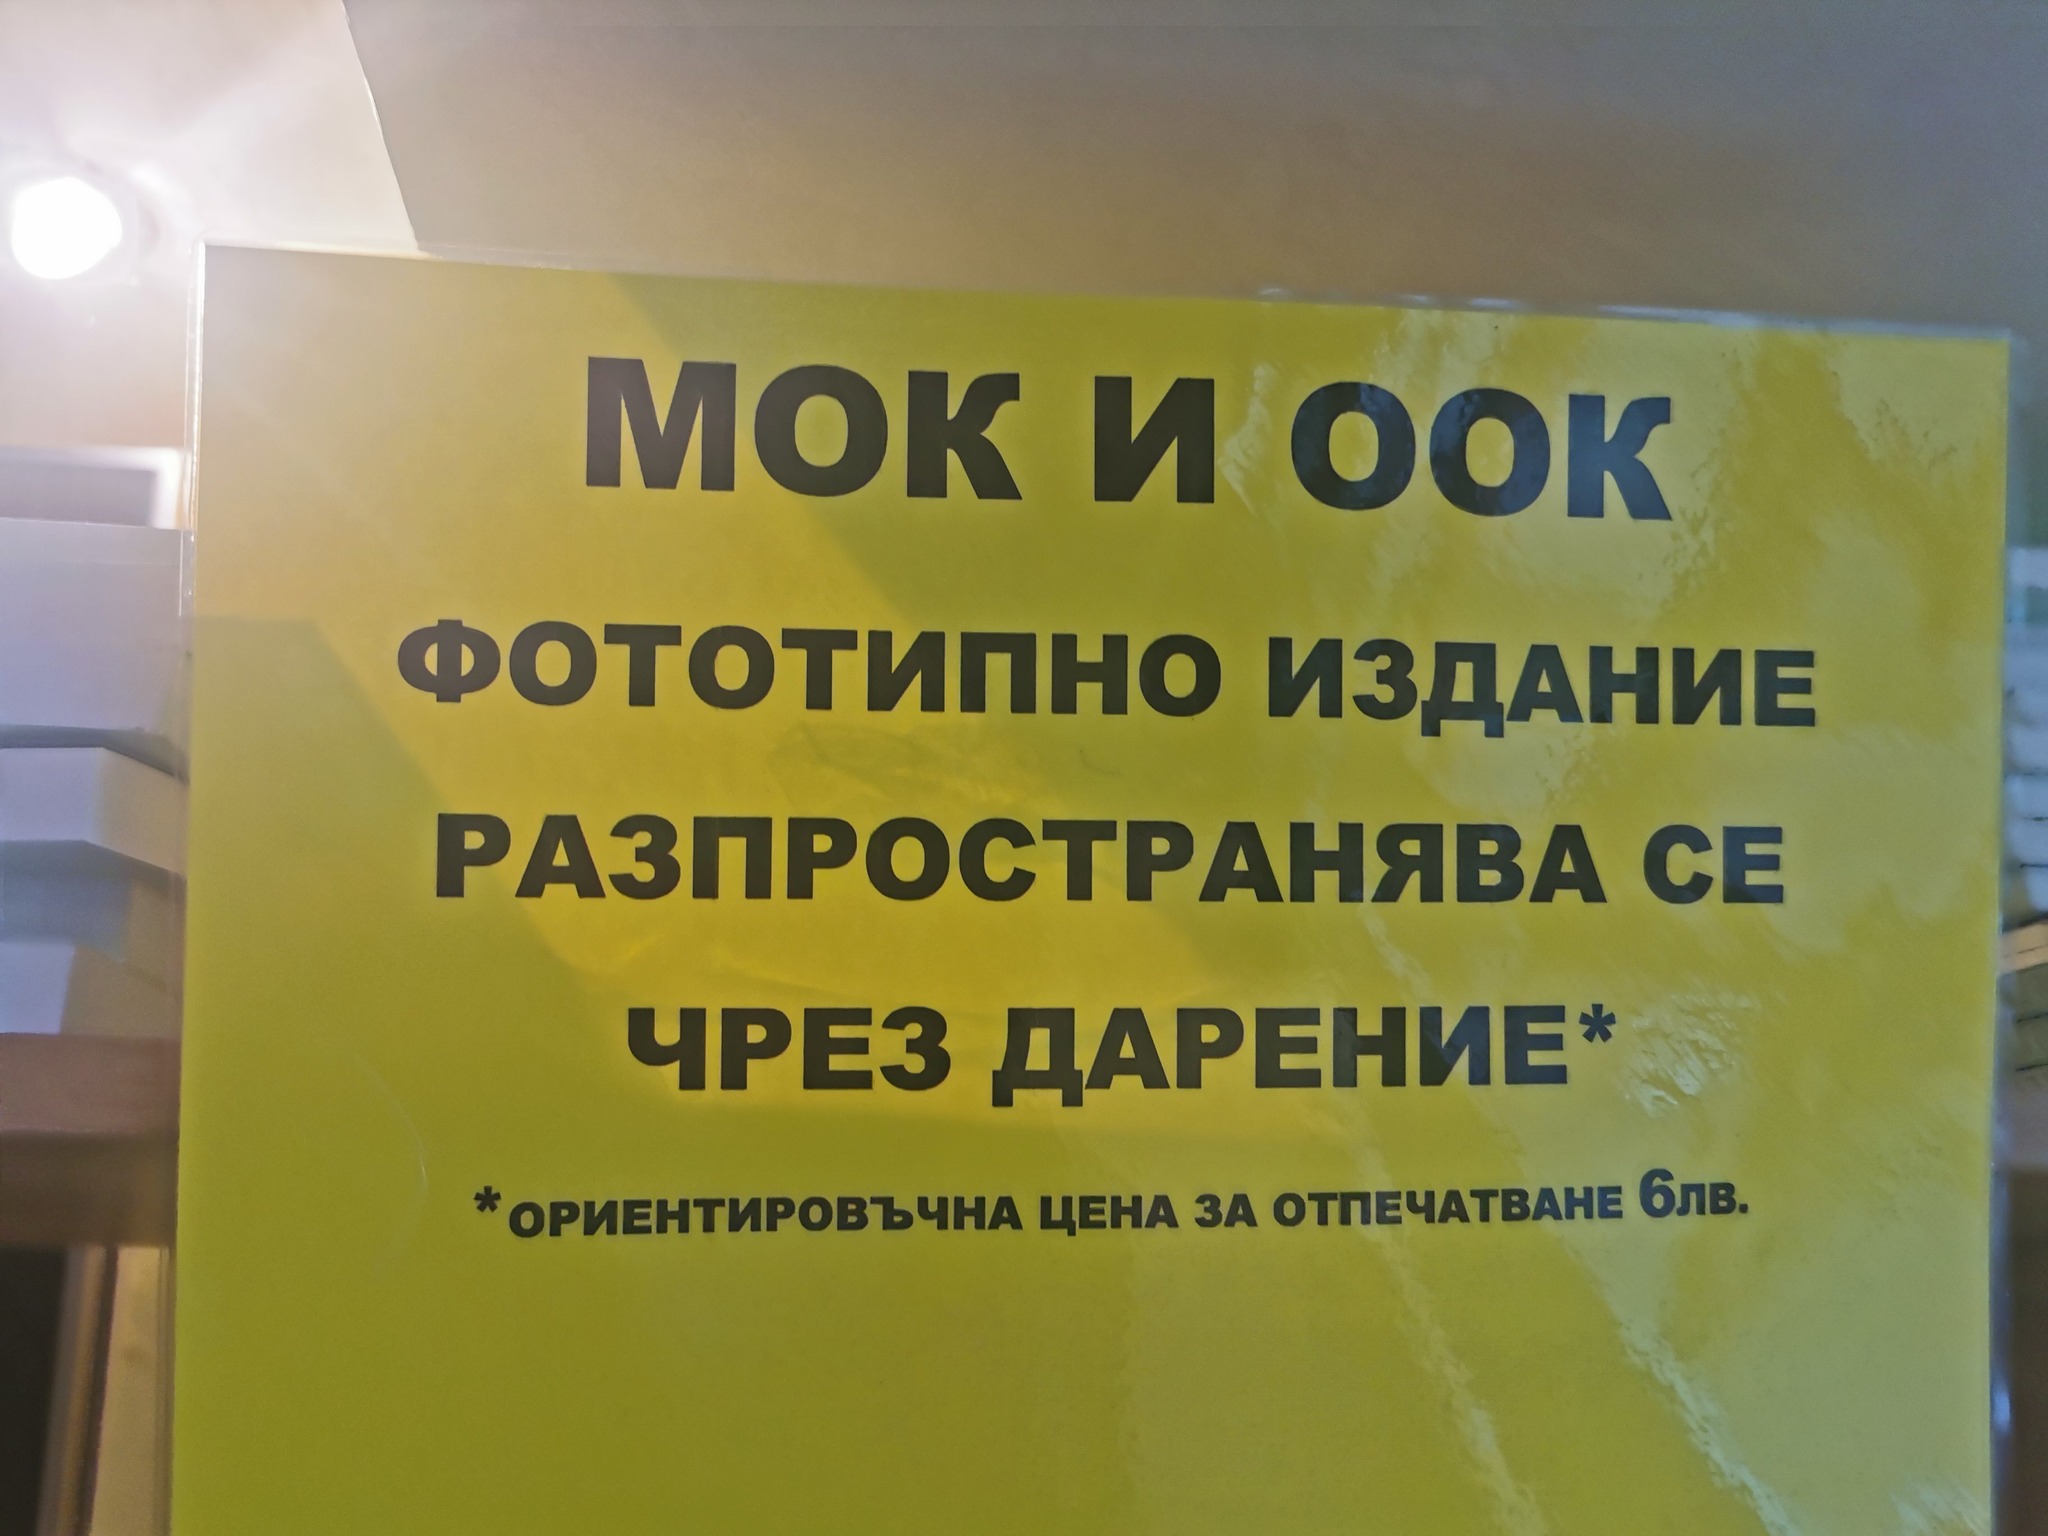 МОК И ООК
ФОТОТИПНО ИЗДАНИЕ
РАЗПРОСТРАНЯВА СЕ
ЧРЕЗ ДАРЕНИЕ*
*ОРИЕНТИРОВЪЧНА ЦЕНА ЗА ОТПЕЧАТВАНЕ 6ЛВ.